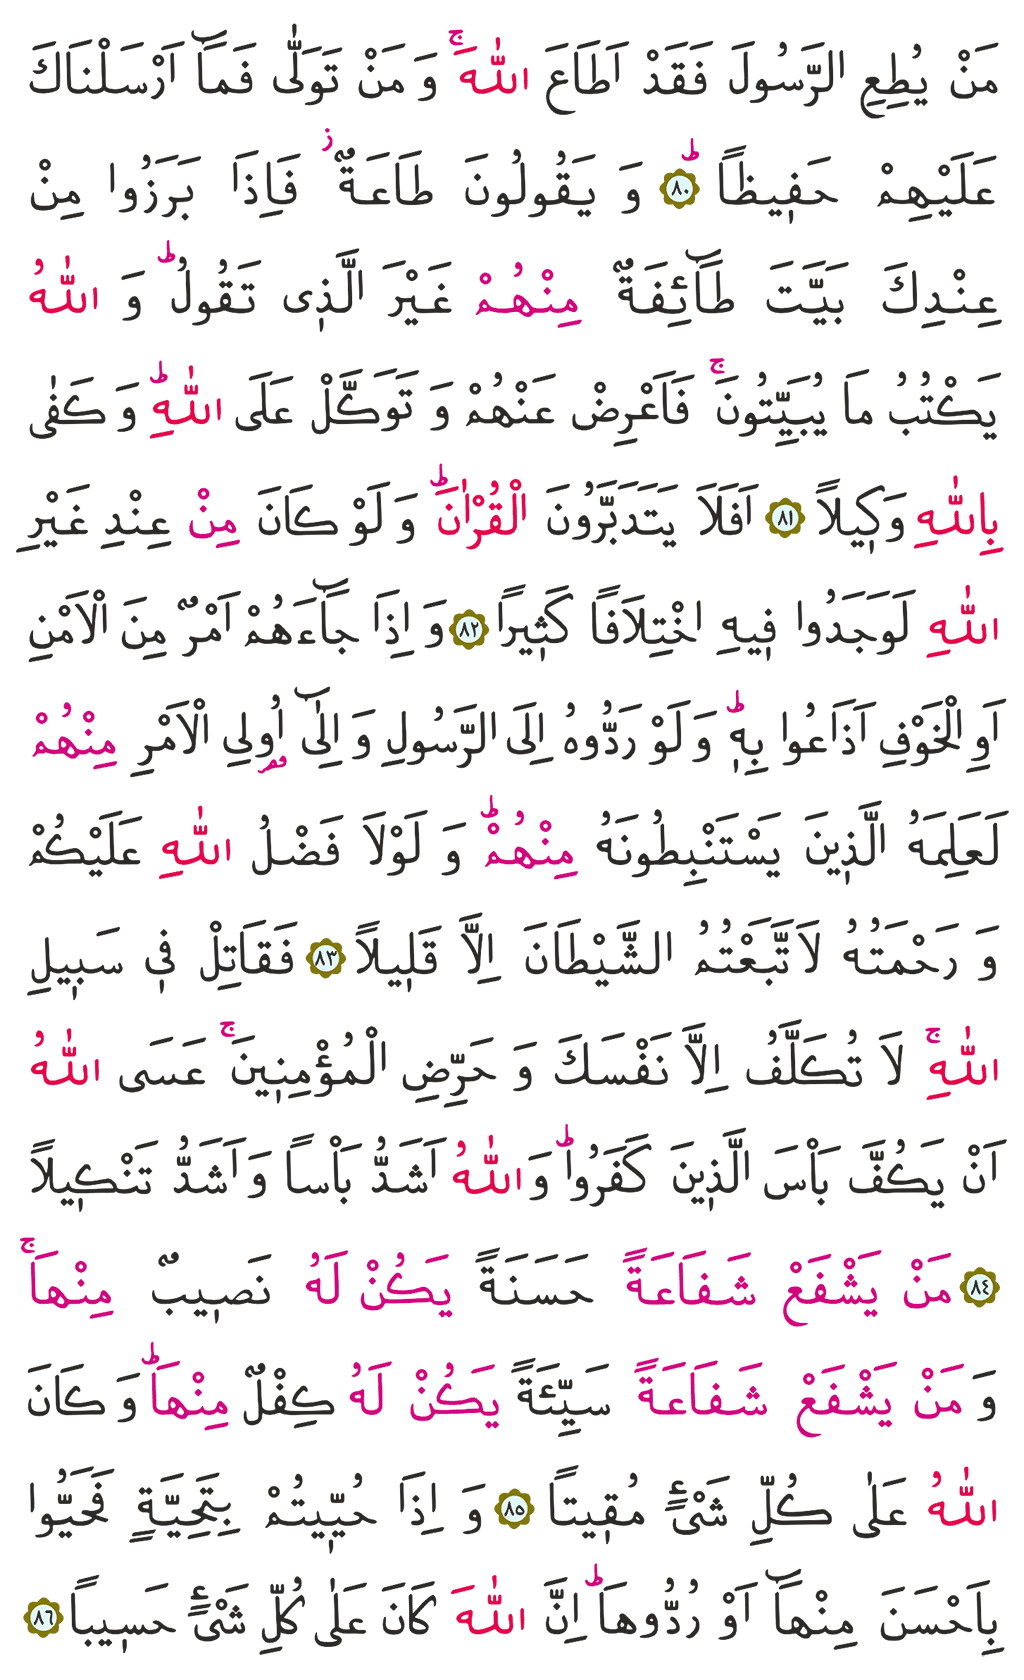 مَنْ يُطِعِ الرَّسُولَ فَقَدْ اَطَاعَ اللّٰهَۚ وَ مَنْ تَوَلّٰى فَمَٓا اَرْسَلْنَاكَ
عَلَيْهِمْ حَفٖيظًاۜ ﴿٨٠﴾ وَ يَقُولُونَ طَاعَةٌؗ فَاِذَا بَرَزُوا مِنْ
عِنْدِكَ بَيَّتَ طَٓائِفَةٌ مِنْهُمْ غَيْرَ الَّذٖى تَقُولُۜ وَ اللّٰهُ
يَكْتُبُ مَا يُبَيِّتُونَۚ فَاَعْرِضْ عَنْهُمْ وَ تَوَكَّلْ عَلَى اللّٰهِۜ وَ كَفٰى
بِاللّٰهِ وَكٖيلاً ﴿٨١﴾ اَفَلَا يَتَدَبَّرُونَ الْقُرْاٰنَۜ وَ لَوْ كَانَ مِنْ عِنْدِ غَيْرِ
اللّٰهِ لَوَجَدُوا فٖيهِ اخْتِلَافًا كَثٖيرًا ﴿٨٢﴾ وَ اِذَا جَٓاءَهُمْ اَمْرٌ مِنَ الْاَمْنِ
اَوِ الْخَوْفِ اَذَاعُوا بِهٖۜ وَ لَوْ رَدُّوهُ اِلَى الرَّسُولِ وَ اِلٰٓى اُو۬لِى الْاَمْرِ مِنْهُمْ
لَعَلِمَهُ الَّذٖينَ يَسْتَنْبِطُونَهُ مِنْهُمْۜ وَ لَوْلَا فَضْلُ اللّٰهِ عَلَيْكُمْ
وَ رَحْمَتُهُ لَاتَّبَعْتُمُ الشَّيْطَانَ اِلَّا قَلٖيلاً ﴿٨٣﴾ فَقَاتِلْ فٖى سَبٖيلِ
اللّٰهِۚ لَا تُكَلَّفُ اِلَّا نَفْسَكَ وَ حَرِّضِ الْمُؤْمِنٖينَۚ عَسَى اللّٰهُ
اَنْ يَكُفَّ بَاْسَ الَّذٖينَ كَفَرُواۜ وَ اللّٰهُ اَشَدُّ بَاْسًا وَ اَشَدُّ تَنْكٖيلاً
﴿٨٤﴾ مَنْ يَشْفَعْ شَفَاعَةً حَسَنَةً يَكُنْ لَهُ نَصٖيبٌ مِنْهَاۚ
وَ مَنْ يَشْفَعْ شَفَاعَةً سَيِّئَةً يَكُنْ لَهُ كِفْلٌ مِنْهَاۜ وَ كَانَ
اللّٰهُ عَلٰى كُلِّ شَىْءٍ مُقٖيتًا ﴿٨٥﴾ وَ اِذَا حُيّٖيتُمْ بِتَحِيَّةٍ فَحَيُّوا
بِاَحْسَنَ مِنْهَٓا اَوْ رُدُّوهَاۜ اِنَّ اللّٰهَ كَانَ عَلٰى كُلِّ شَىْءٍ حَسٖيبًا ﴿٨٦﴾